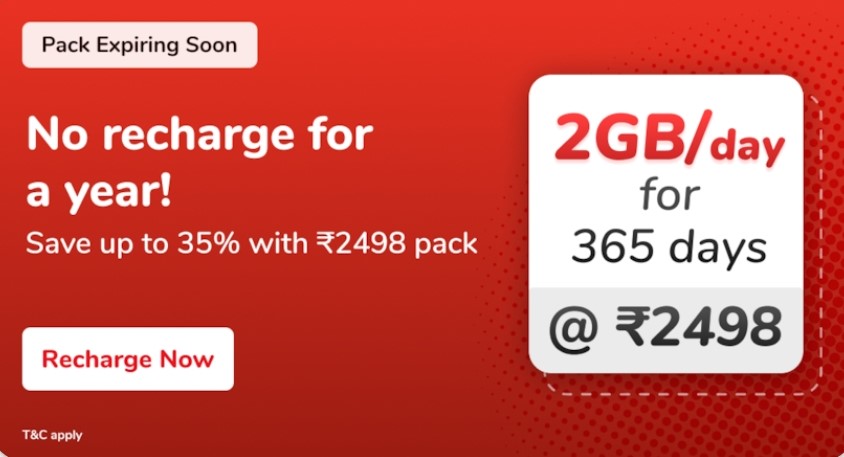 Pack Expiring Soon
No recharge for
a year!
Save up to 35% with ₹2498 pack
Recharge Now
T&C apply
2GB/day
for
365 days
@ ₹2498